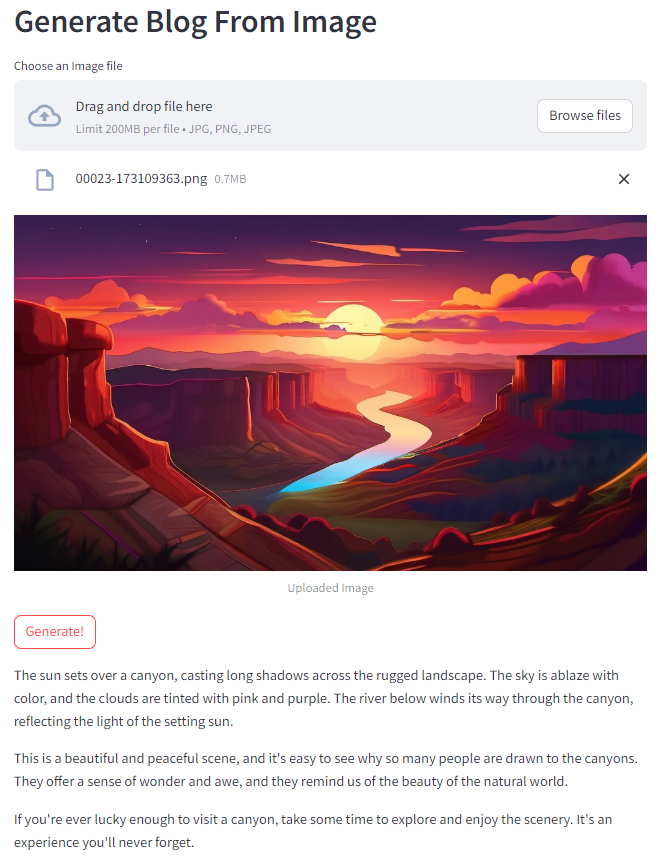 Generate Blog From Image
Choose an Image file
Drag and drop file here
Limit 200MB per file • JPG, PNG, JPEG
Browse files
00023-173109363.png 0.7MB
Uploaded Image
Generate!
The sun sets over a canyon, casting long shadows across the rugged landscape. The sky is ablaze with
color, and the clouds are tinted with pink and purple. The river below winds its way through the canyon,
reflecting the light of the setting sun.
This is a beautiful and peaceful scene, and it's easy to see why so many people are drawn to the canyons.
They offer a sense of wonder and awe, and they remind us of the beauty of the natural world.
If you're ever lucky enough to visit a canyon, take some time to explore and enjoy the scenery. It's an
experience you'll never forget.